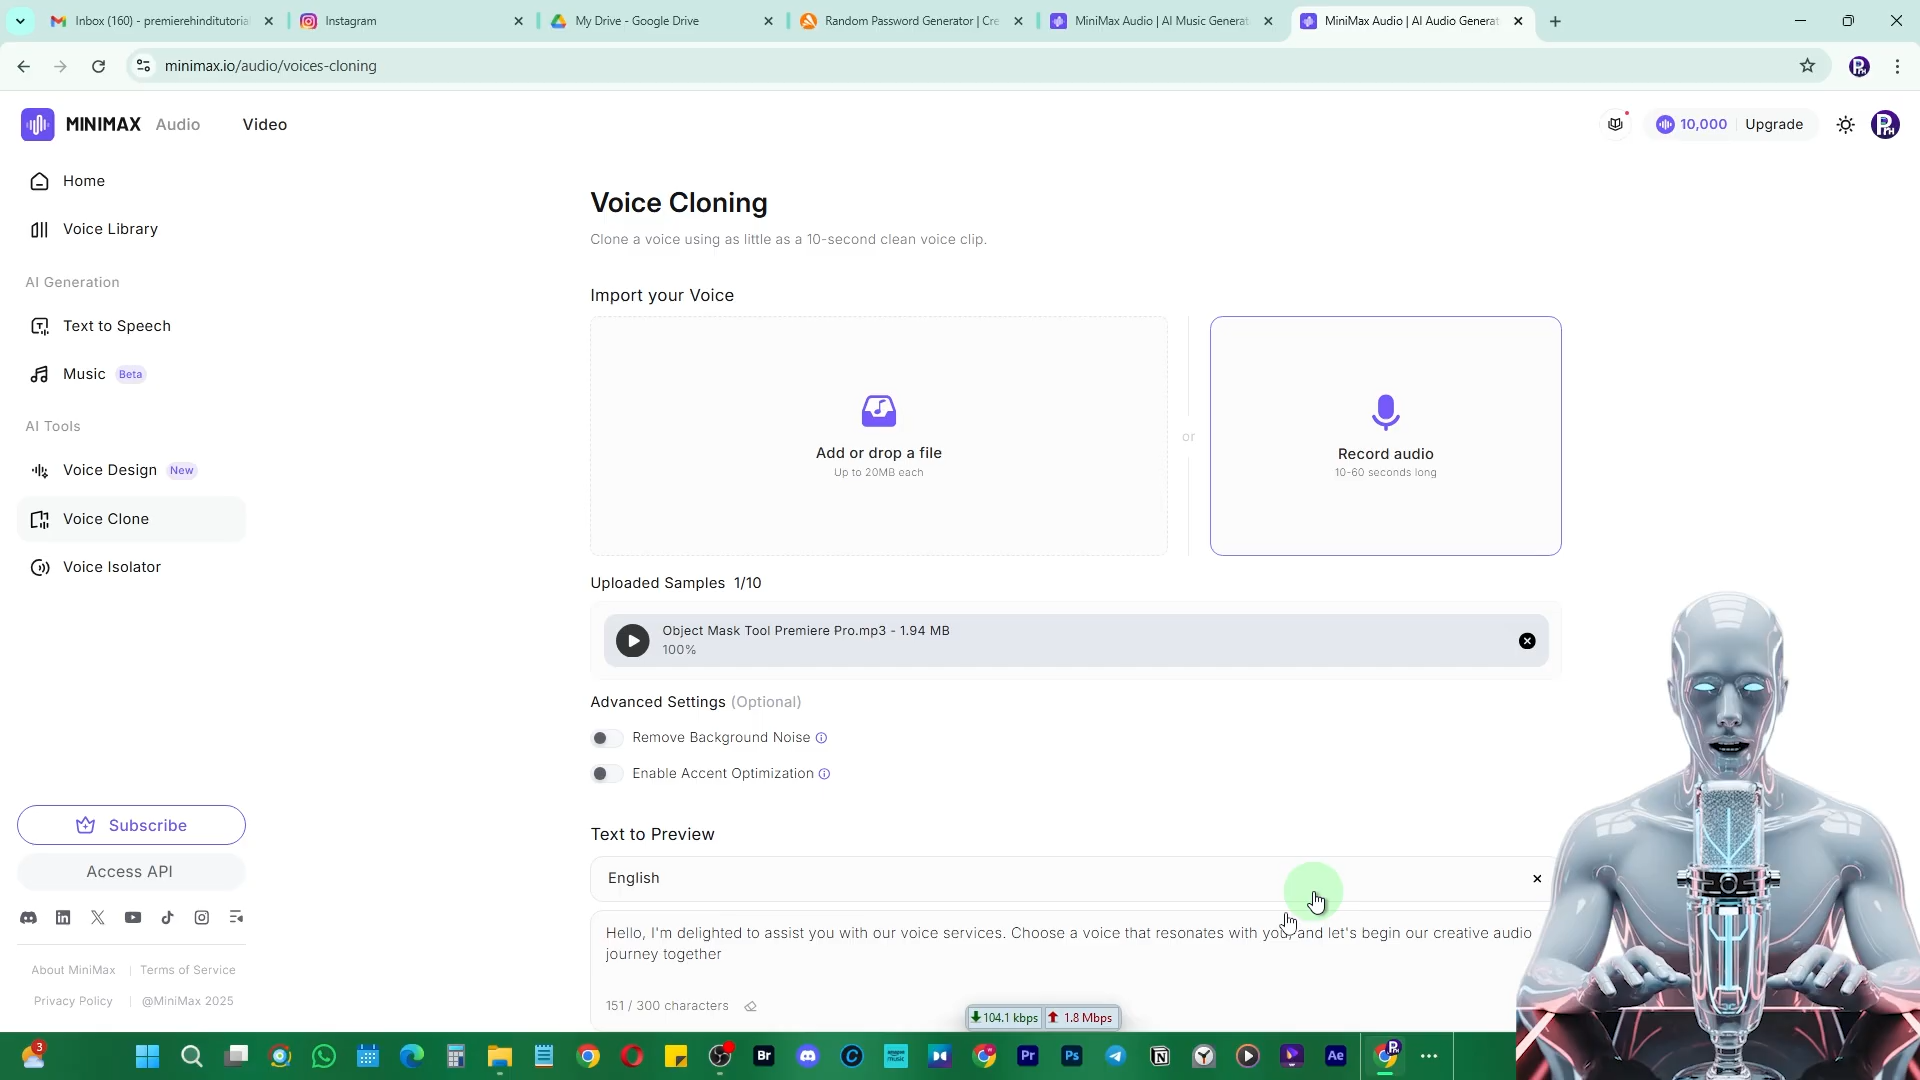 Inbox (160) - premierehinditutoria
Instagram
My Drive - Google Drive
Random Password Generator | Cre
MiniMax Audio | AI Music Generat
MiniMax Audio | AI Audio Generat
minimax.io/audio/voices-cloning
MINIMAX Audio
Video
10,000
Upgrade
Home
Voice Library
AI Generation
Text to Speech
Music Beta
AI Tools
Voice Design New
Voice Clone
Voice Isolator
Subscribe
Access API
About MiniMax | Terms of Service
Privacy Policy | @MiniMax 2025
Voice Cloning
Clone a voice using as little as a 10-second clean voice clip.
Import your Voice
Add or drop a file
Up to 20MB each
or
Record audio
10-60 seconds long
Uploaded Samples 1/10
Object Mask Tool Premiere Pro.mp3 - 1.94 MB
100%
Advanced Settings (Optional)
Remove Background Noise
Enable Accent Optimization
Text to Preview
English
Hello, I'm delighted to assist you with our voice services. Choose a voice that resonates with you, and let's begin our creative audio
journey together
151 / 300 characters
104.1 kbps 1.8 Mbps
3
Br
Pr
Ps
Ae